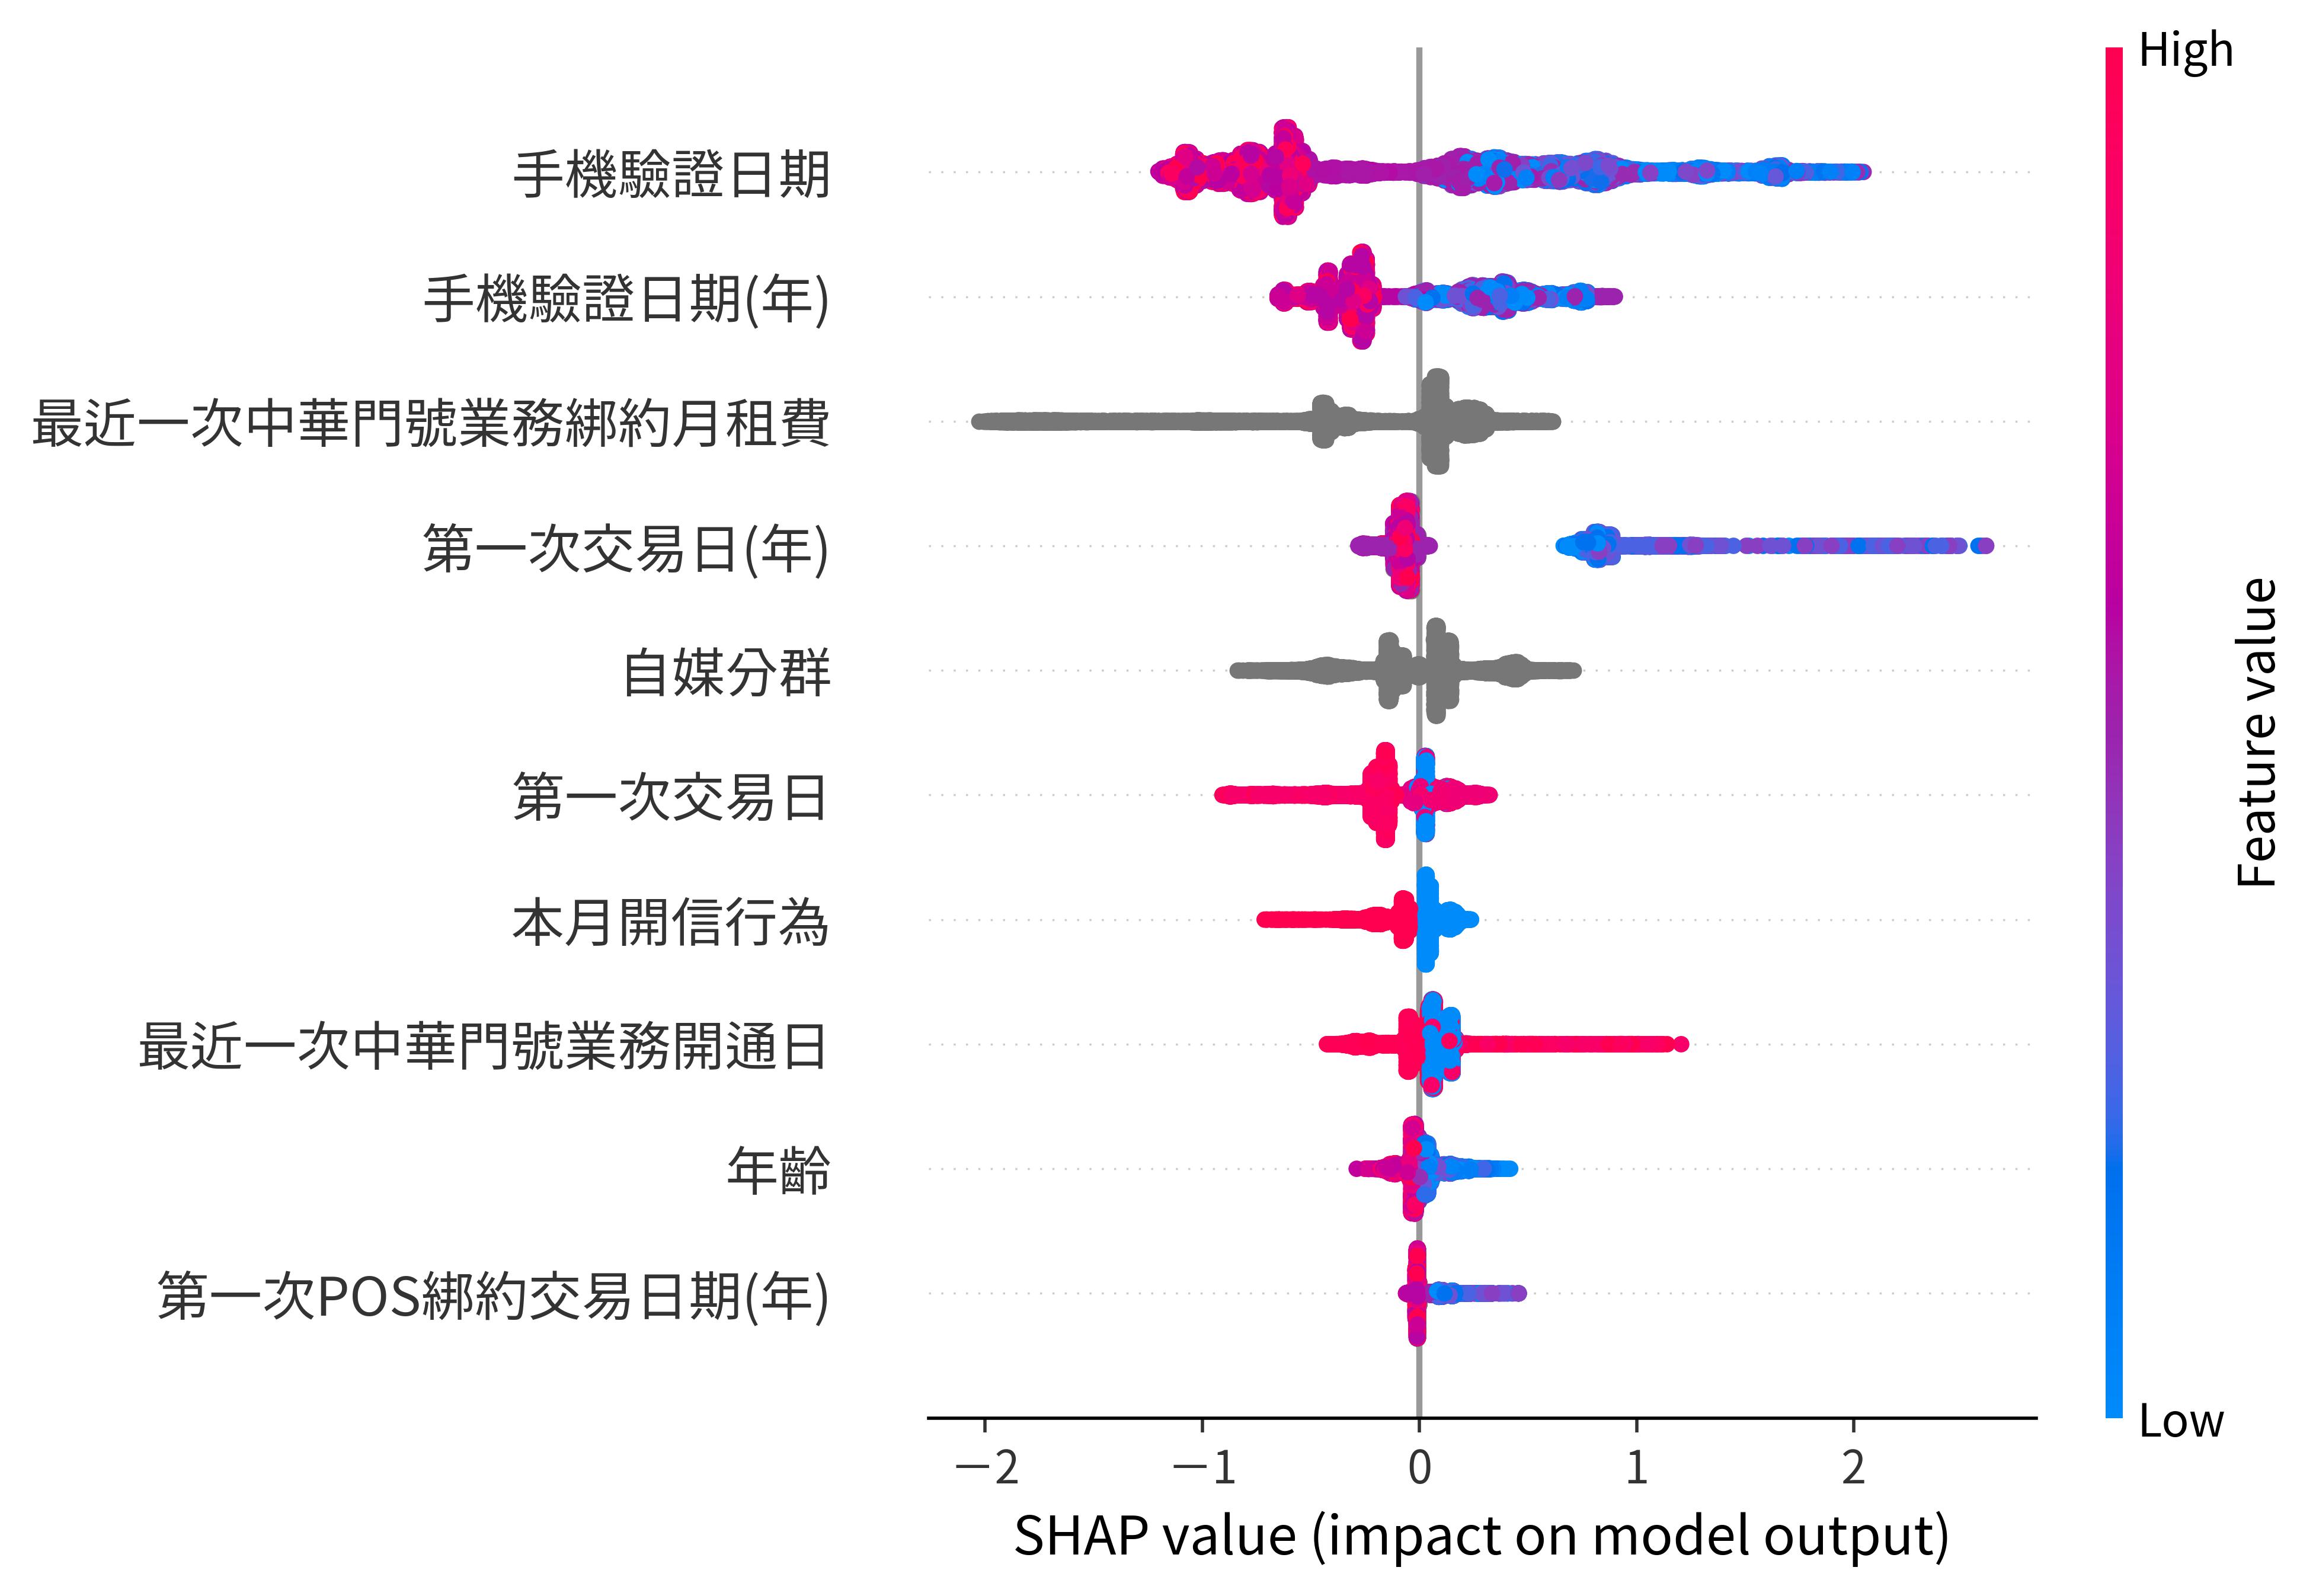 High
手機驗證日期
手機驗證日期(年)
最近一次中華門號業務綁約月租費
第一次交易日(年)
自媒分群
第一次交易日
本月開信行為
最近一次中華門號業務開通日
年齡
第一次POS綁約交易日期(年)
Feature value
Low
−2 −1 0 1 2
SHAP value (impact on model output)